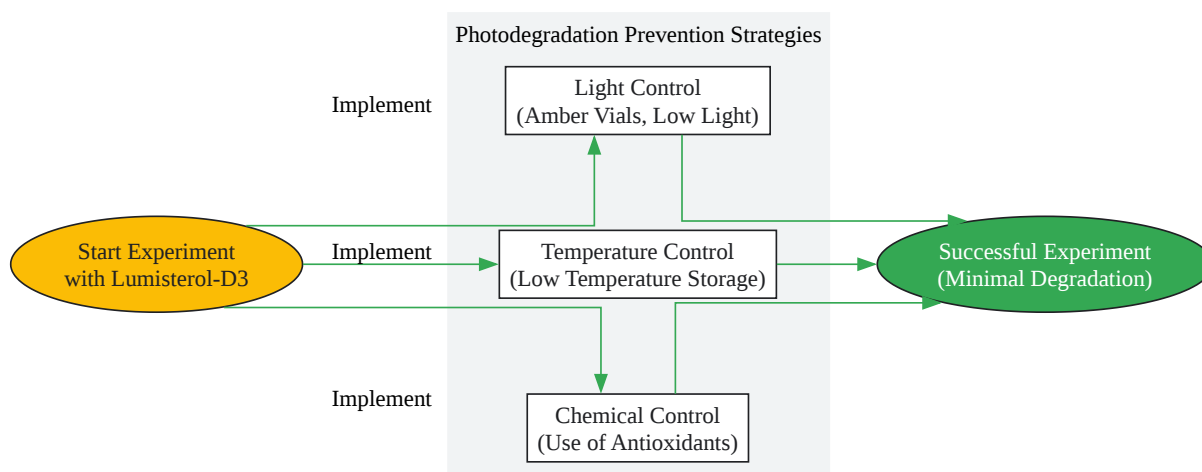 Photodegradation Prevention Strategies
Implement
Light Control
(Amber Vials, Low Light)
Start Experiment
with Lumisterol-D3
Implement
Temperature Control
(Low Temperature Storage)
Successful Experiment
(Minimal Degradation)
Implement
Chemical Control
(Use of Antioxidants)